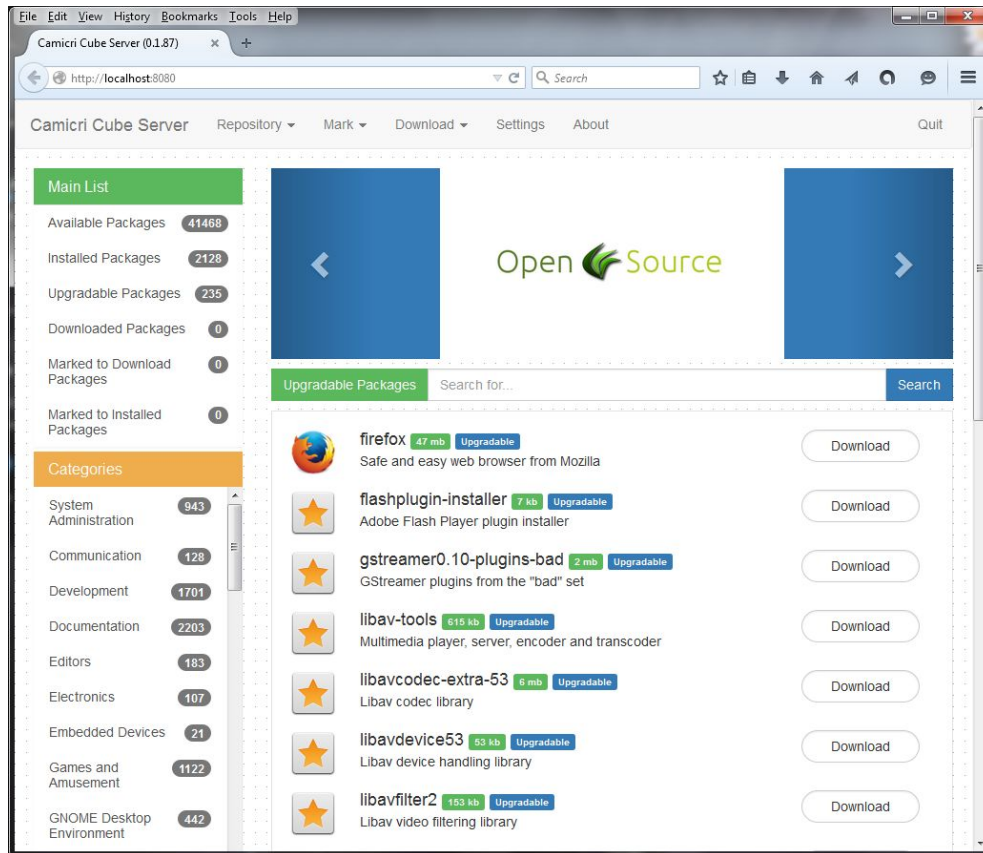 File Edit View History Bookmarks Tools Help
Camicri Cube Server (0.1.87)
http://localhost:8080
Search
Camicri Cube Server Repository Mark Download Settings About Quit
Main List
Available Packages 41468
Installed Packages 2128
Upgradable Packages 235
Downloaded Packages 0
Marked to Download 0
Packages
Marked to Installed 0
Packages
Categories
System 943
Administration
Communication 128
Development 1701
Documentation 2203
Editors 183
Electronics 107
Embedded Devices 21
Games and 1122
Amusement
GNOME Desktop 442
Environment
Open Source
Upgradable Packages Search for... Search
firefox 47 mb Upgradable
Safe and easy web browser from Mozilla
Download
flashplugin-installer 7 kb Upgradable
Adobe Flash Player plugin installer
Download
gstreamer0.10-plugins-bad 2 mb Upgradable
GStreamer plugins from the "bad" set
Download
libav-tools 615 kb Upgradable
Multimedia player, server, encoder and transcoder
Download
libavcodec-extra-53 6 mb Upgradable
Libav codec library
Download
libavdevice53 53 kb Upgradable
Libav device handling library
Download
libavfilter2 153 kb Upgradable
Libav video filtering library
Download